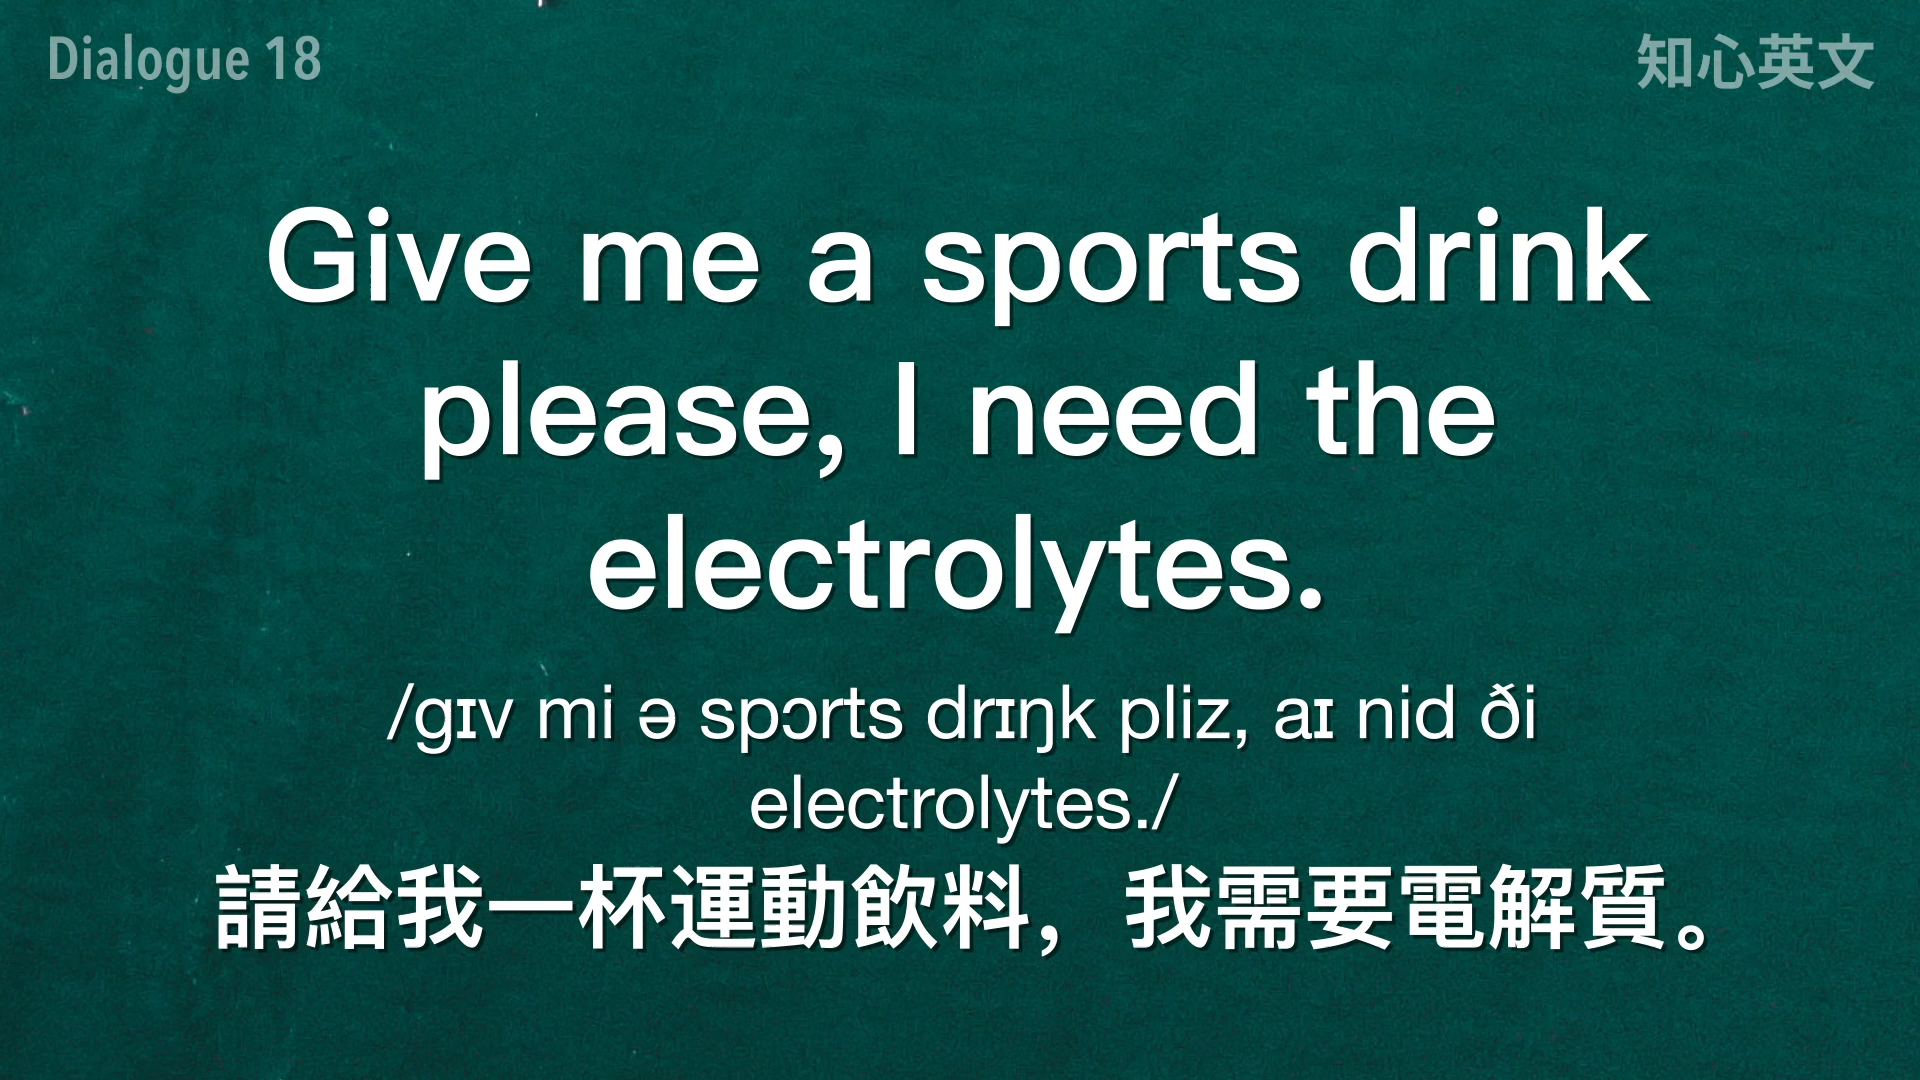 Dialogue 18
知心英文
Give me a sports drink
please, I need the
electrolytes.
/gɪv mi ə spɔrts drɪŋk pliz, aɪ nid ði
electrolytes./
請給我一杯運動飲料，我需要電解質。